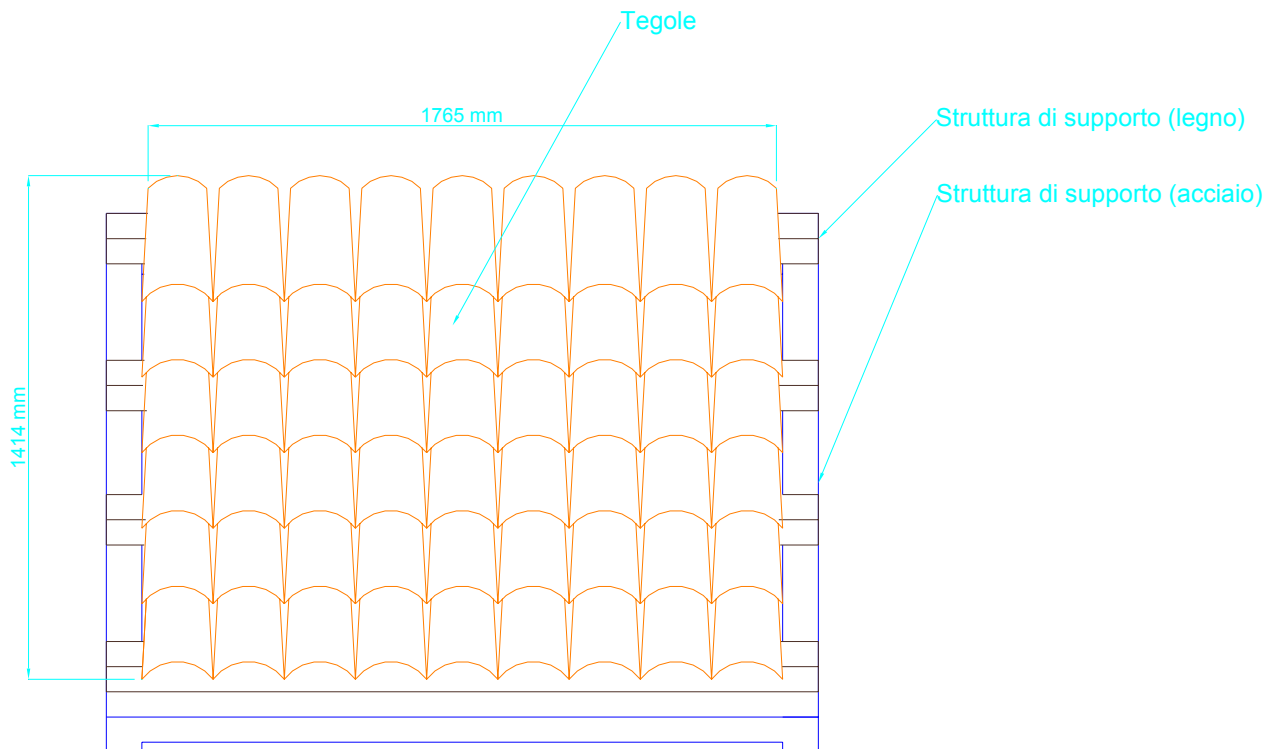 Tegole
1765 mm
Struttura di supporto (legno)
Struttura di supporto (acciaio)
1414 mm